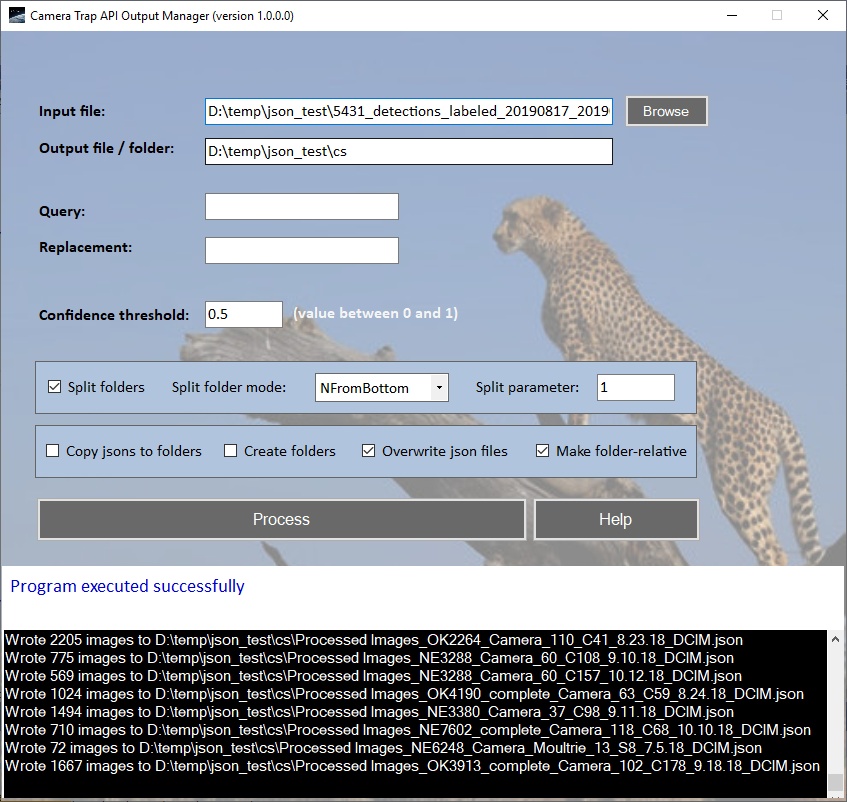 Camera Trap API Output Manager (version 1.0.0.0)
Input file: D:\temp\json_test\5431_detections_labeled_20190817_2019 Browse
Output file / folder: D:\temp\json_test\cs
Query:
Replacement:
Confidence threshold: 0.5 (value between 0 and 1)
Split folders Split folder mode: NFromBottom Split parameter: 1
Copy jsons to folders Create folders Overwrite json files Make folder-relative
Process Help
Program executed successfully
Wrote 2205 images to D:\temp\json_test\cs\Processed Images_OK2264_Camera_110_C41_8.23.18_DCIM.json
Wrote 775 images to D:\temp\json_test\cs\Processed Images_NE3288_Camera_60_C108_9.10.18_DCIM.json
Wrote 569 images to D:\temp\json_test\cs\Processed Images_NE3288_Camera_60_C157_10.12.18_DCIM.json
Wrote 1024 images to D:\temp\json_test\cs\Processed Images_OK4190_complete_Camera_63_C59_8.24.18_DCIM.json
Wrote 1494 images to D:\temp\json_test\cs\Processed Images_NE3380_Camera_37_C98_9.11.18_DCIM.json
Wrote 710 images to D:\temp\json_test\cs\Processed Images_NE7602_complete_Camera_118_C68_10.10.18_DCIM.json
Wrote 72 images to D:\temp\json_test\cs\Processed Images_NE6248_Camera_Moultrie_13_S8_7.5.18_DCIM.json
Wrote 1667 images to D:\temp\json_test\cs\Processed Images_OK3913_complete_Camera_102_C178_9.18.18_DCIM.json